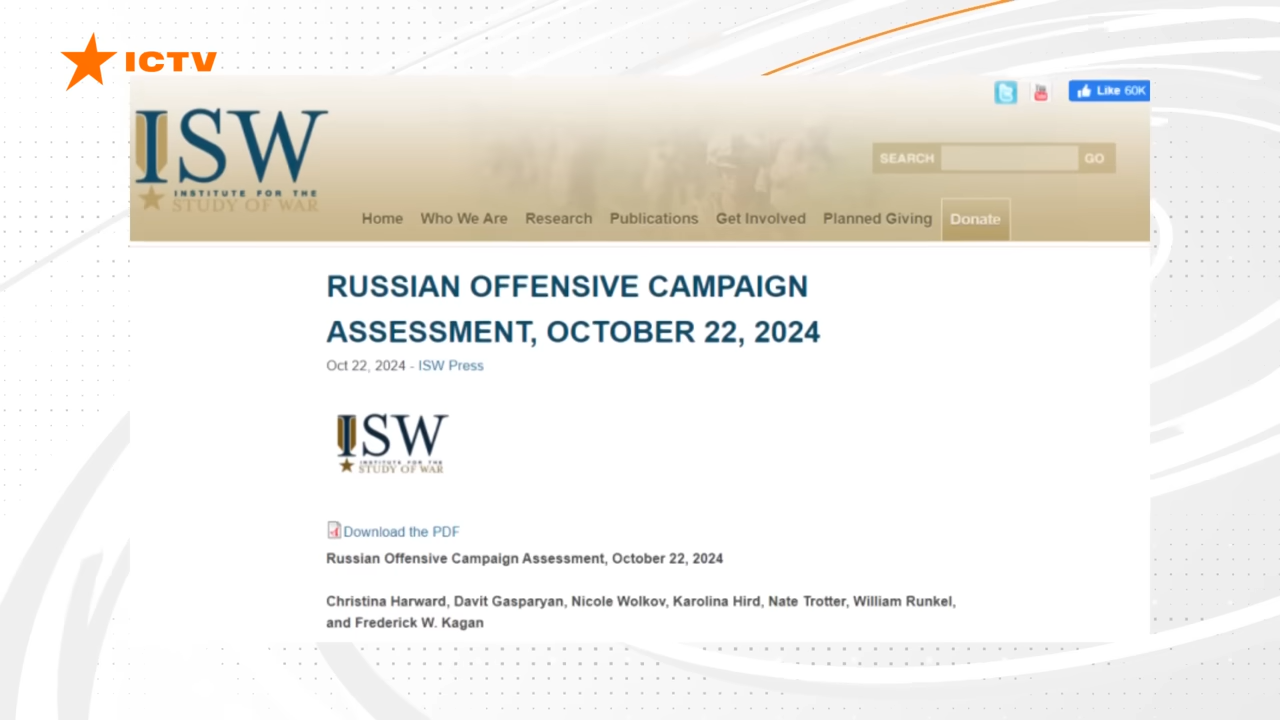 ICTV
Like 60K
ISW
INSTITUTE FOR THE
STUDY OF WAR
SEARCH GO
Home Who We Are Research Publications Get Involved Planned Giving Donate
RUSSIAN OFFENSIVE CAMPAIGN
ASSESSMENT, OCTOBER 22, 2024
Oct 22, 2024 - ISW Press
ISW
INSTITUTE FOR THE
STUDY OF WAR
Download the PDF
Russian Offensive Campaign Assessment, October 22, 2024
Christina Harward, Davit Gasparyan, Nicole Wolkov, Karolina Hird, Nate Trotter, William Runkel,
and Frederick W. Kagan